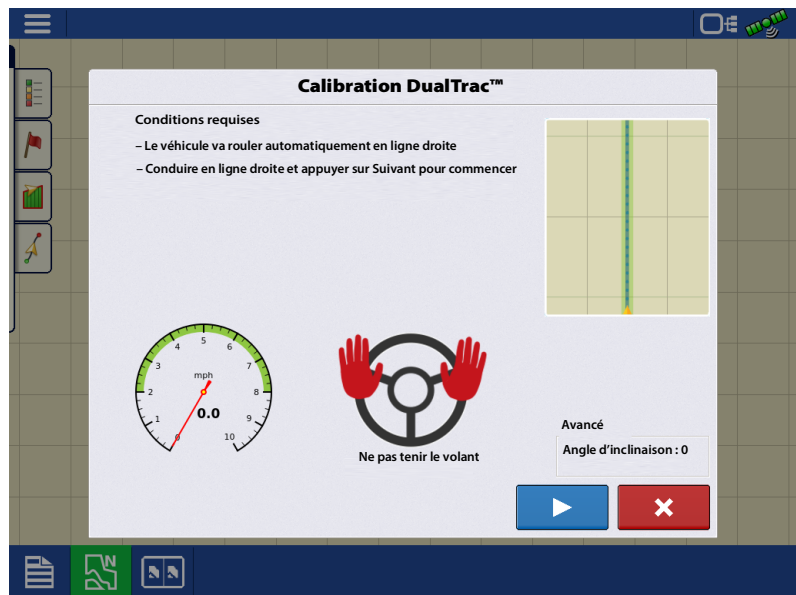 Calibration DualTrac™
Conditions requises
– Le véhicule va rouler automatiquement en ligne droite
– Conduire en ligne droite et appuyer sur Suivant pour commencer
0
1
2
3
4
5
6
7
8
9
10
mph
0.0
Ne pas tenir le volant
Avancé
Angle d’inclinaison : 0
N